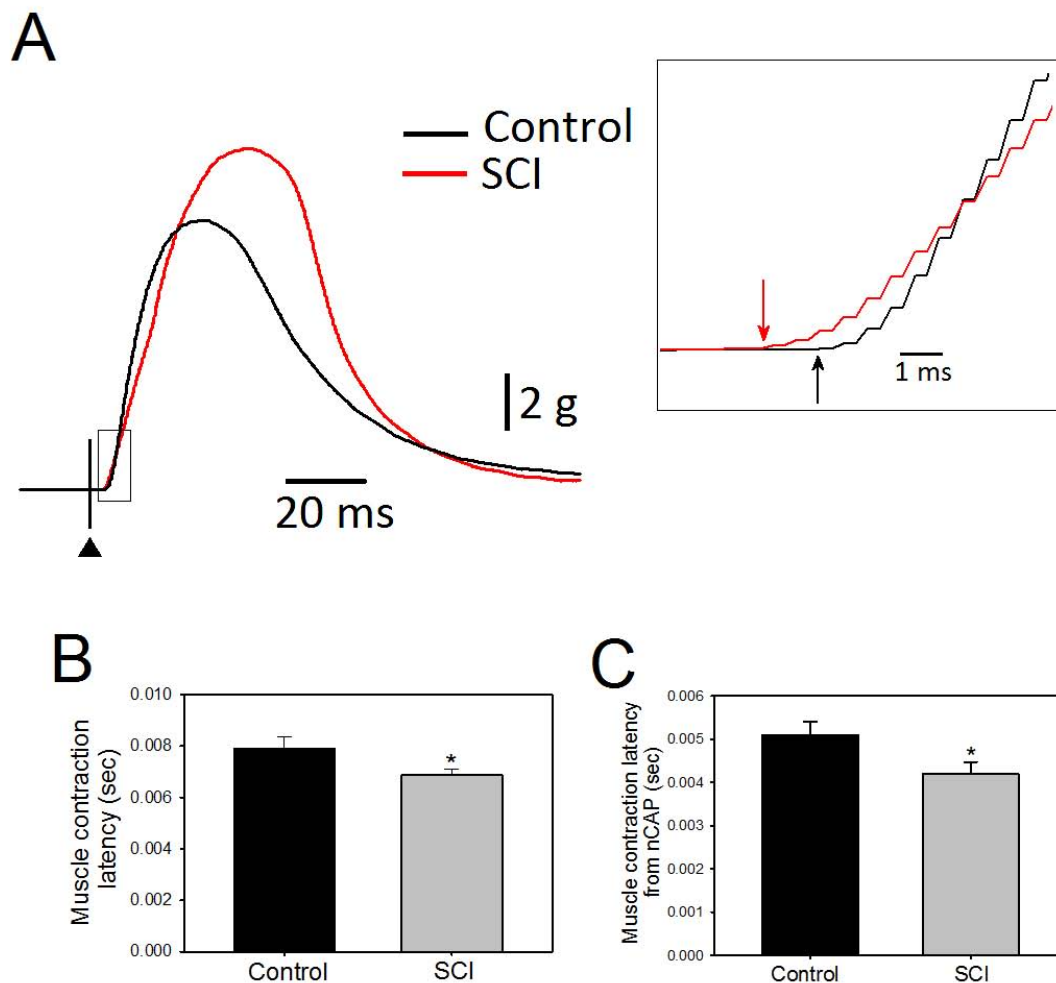 A
Control
SCI
2 g
20 ms
1 ms
B
Muscle contraction
latency (sec)
0.010
0.008
0.006
0.004
0.002
0.000
*
Control
SCI
C
Muscle contraction latency
from nCAP (sec)
0.006
0.005
0.004
0.003
0.002
0.001
0.000
*
Control
SCI